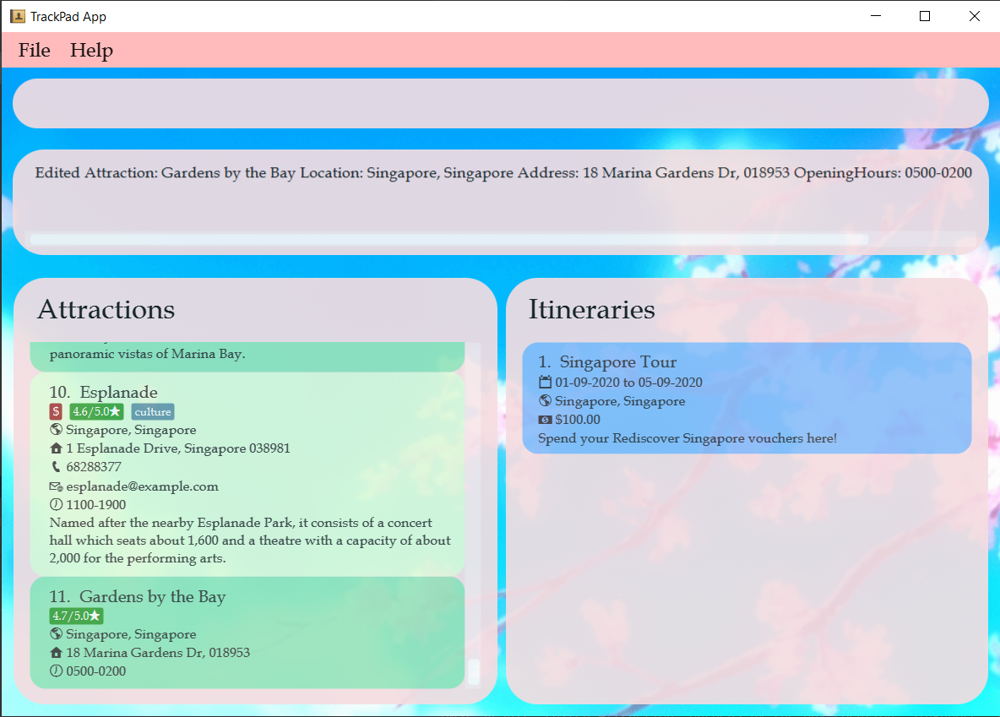 TrackPad App
File Help
Edited Attraction: Gardens by the Bay Location: Singapore, Singapore Address: 18 Marina Gardens Dr, 018953 OpeningHours: 0500-0200
Attractions
panoramic vistas of Marina Bay.
10. Esplanade
$ 4.6/5.0★ culture
Singapore, Singapore
1 Esplanade Drive, Singapore 038981
68288377
esplanade@example.com
1100-1900
Named after the nearby Esplanade Park, it consists of a concert
hall which seats about 1,600 and a theatre with a capacity of about
2,000 for the performing arts.
11. Gardens by the Bay
4.7/5.0★
Singapore, Singapore
18 Marina Gardens Dr, 018953
0500-0200
Itineraries
1. Singapore Tour
01-09-2020 to 05-09-2020
Singapore, Singapore
$100.00
Spend your Rediscover Singapore vouchers here!